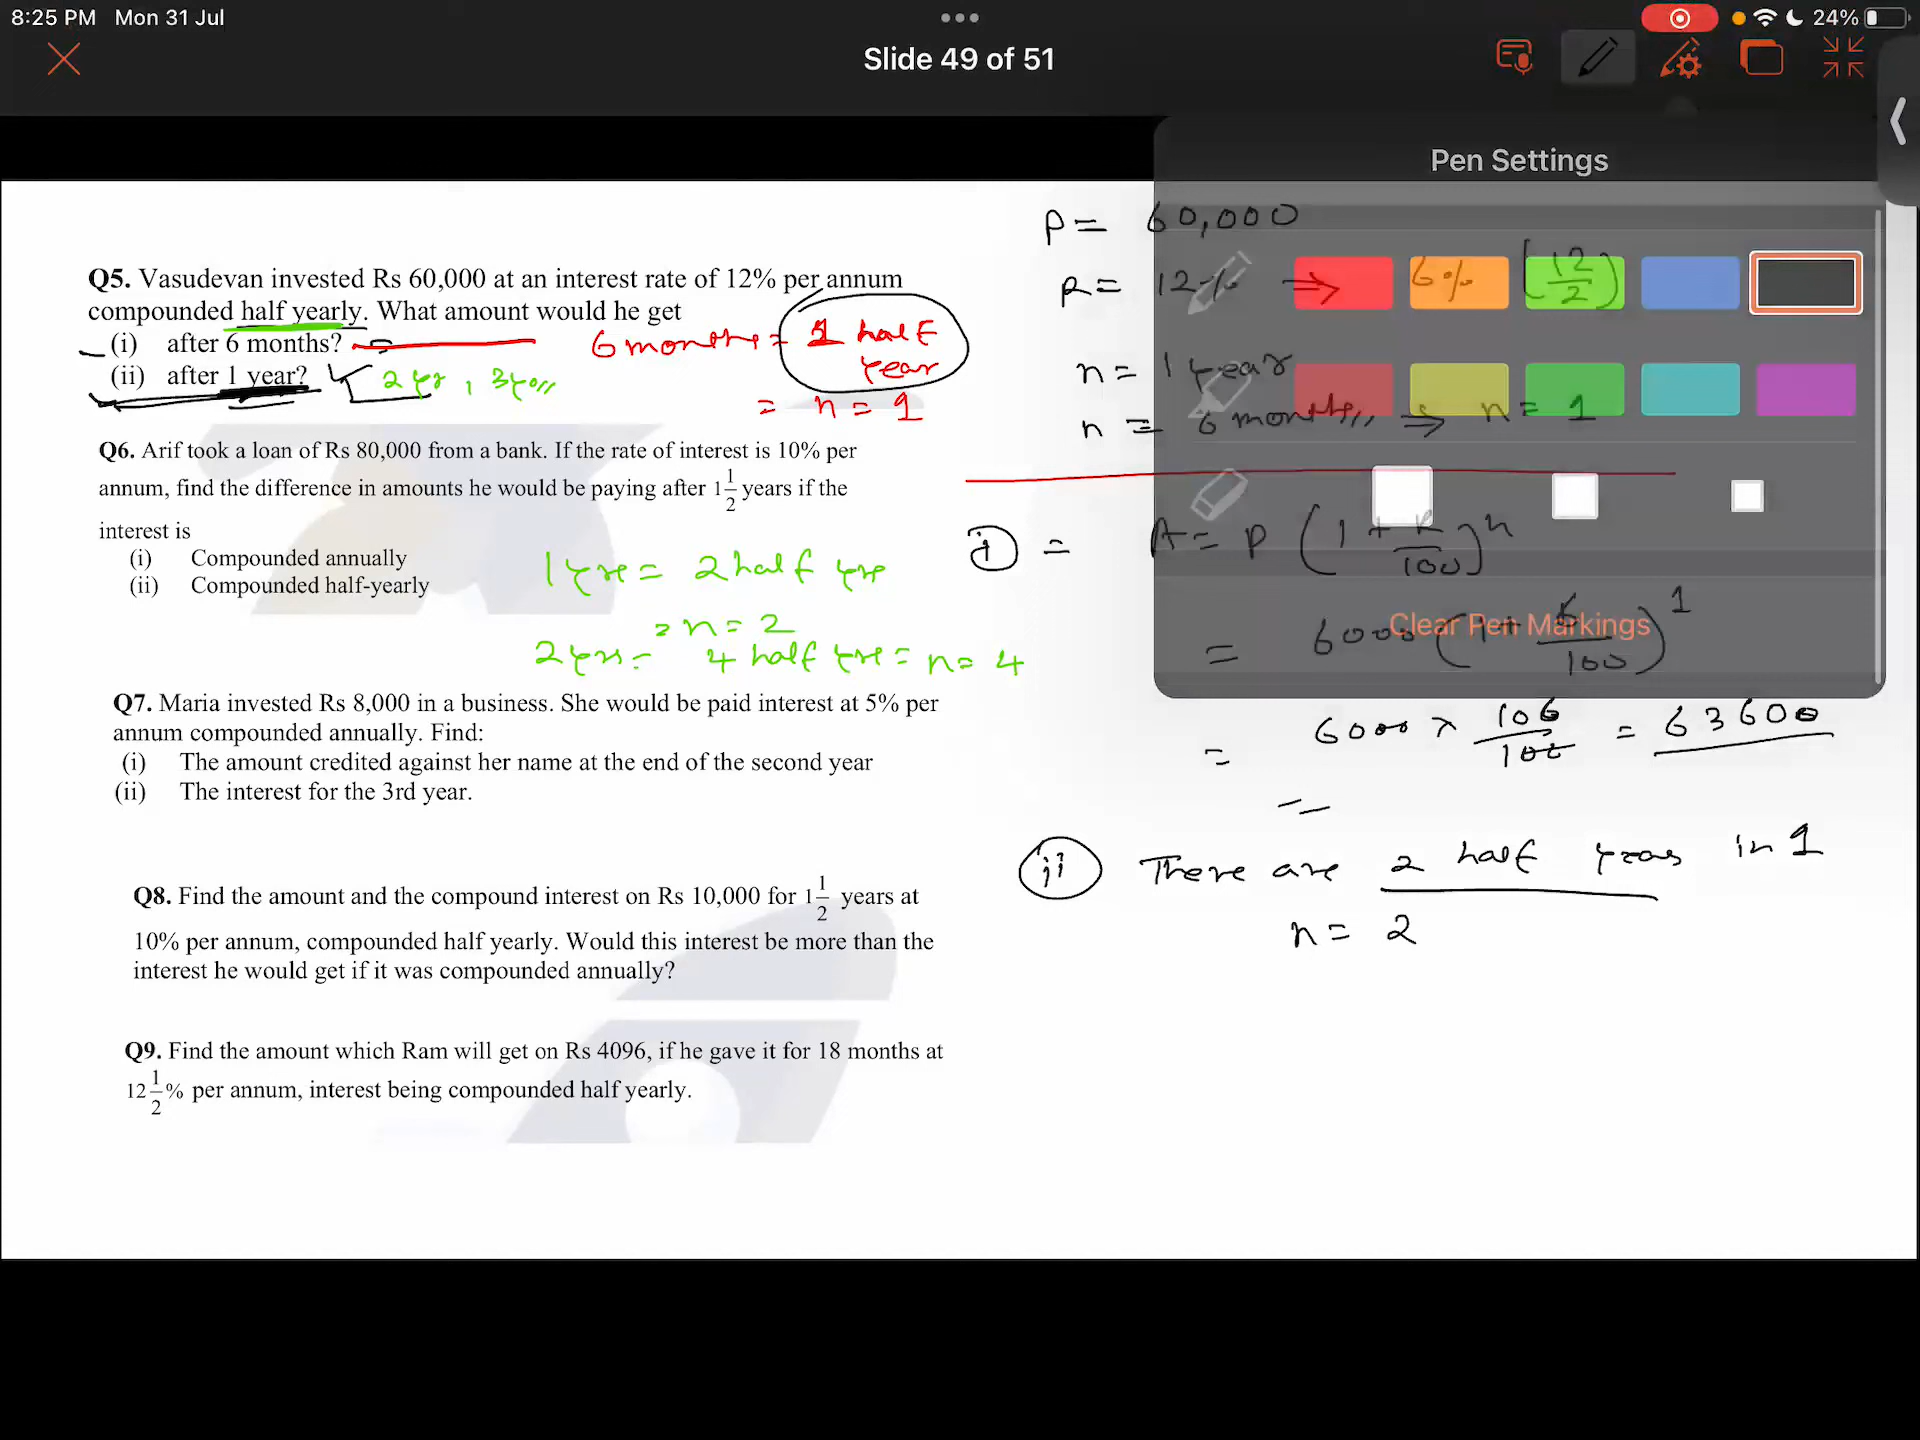 8:25 PM Mon 31 Jul
24%
Slide 49 of 51
Pen Settings
Clear Pen Markings
Q5. Vasudevan invested Rs 60,000 at an interest rate of 12% per annum
compounded half yearly. What amount would he get
(i) after 6 months?
(ii) after 1 year?
2 yr, 3 yr
6 months = 1 half
year
= n = 1
Q6. Arif took a loan of Rs 80,000 from a bank. If the rate of interest is 10% per
annum, find the difference in amounts he would be paying after 1 1/2 years if the
interest is
(i) Compounded annually
(ii) Compounded half-yearly
1 yrs = 2 half yrs
= n = 2
2 yrs = 4 half yrs = n = 4
Q7. Maria invested Rs 8,000 in a business. She would be paid interest at 5% per
annum compounded annually. Find:
(i) The amount credited against her name at the end of the second year
(ii) The interest for the 3rd year.
Q8. Find the amount and the compound interest on Rs 10,000 for 1 1/2 years at
10% per annum, compounded half yearly. Would this interest be more than the
interest he would get if it was compounded annually?
Q9. Find the amount which Ram will get on Rs 4096, if he gave it for 18 months at
12 1/2 % per annum, interest being compounded half yearly.
P = 60,000
R = 12% ⇒ 6% (12/2)
n = 1 year
n = 6 months ⇒ n = 1
i = A = P (1 + R/100)^n
= 6000 (1 + 6/100)^1
= 6000 × 106/100 = 63600
=
ii There are 2 half years in 1
n = 2